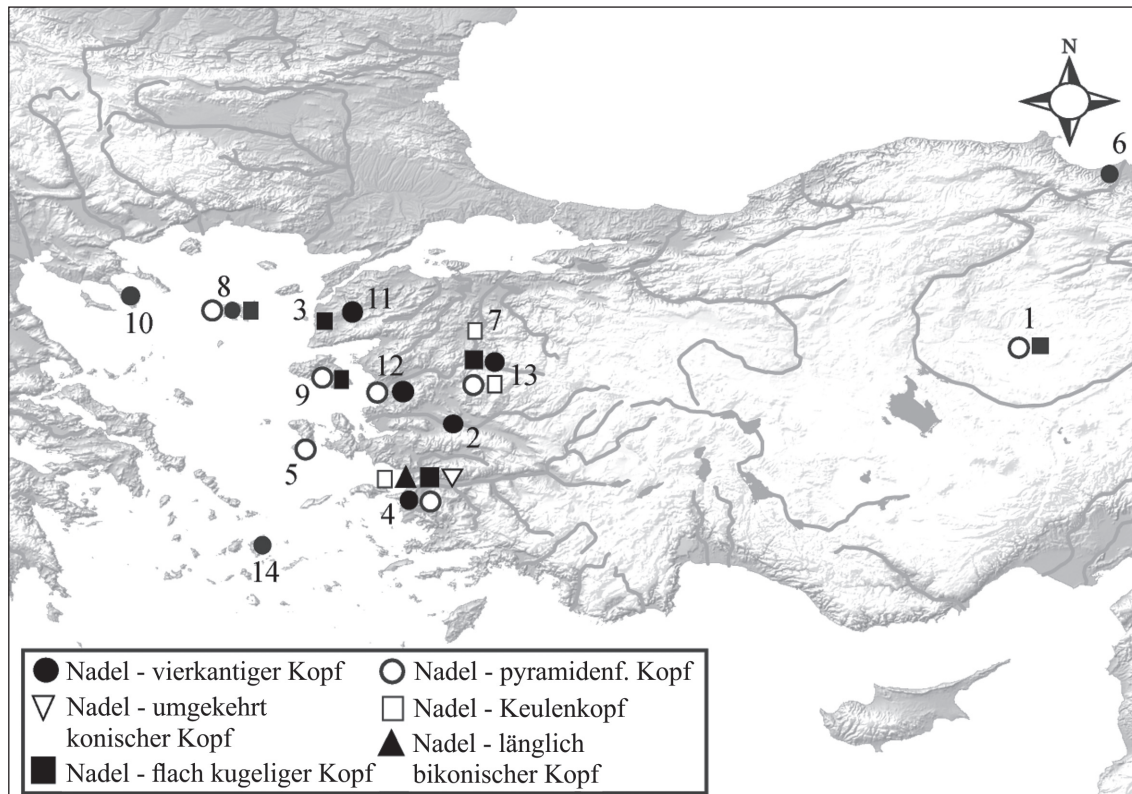 N
6
8
3
11
10
7
1
12
13
9
2
5
4
14
Nadel - vierkantiger Kopf
Nadel - umgekehrt
konischer Kopf
Nadel - flach kugeliger Kopf
Nadel - pyramidenf. Kopf
Nadel - Keulenkopf
Nadel - länglich
bikonischer Kopf